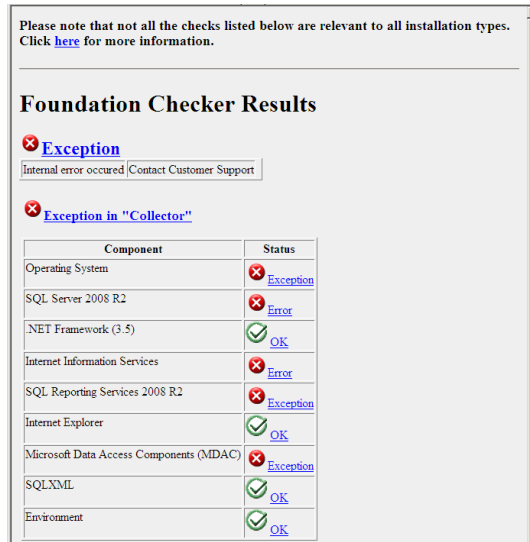 Please note that not all the checks listed below are relevant to all installation types.
Click here for more information.
Foundation Checker Results
Exception
Internal error occured Contact Customer Support
Exception in "Collector"
Component Status
Operating System Exception
SQL Server 2008 R2 Error
.NET Framework (3.5) OK
Internet Information Services Error
SQL Reporting Services 2008 R2 Exception
Internet Explorer OK
Microsoft Data Access Components (MDAC) Exception
SQLXML OK
Environment OK